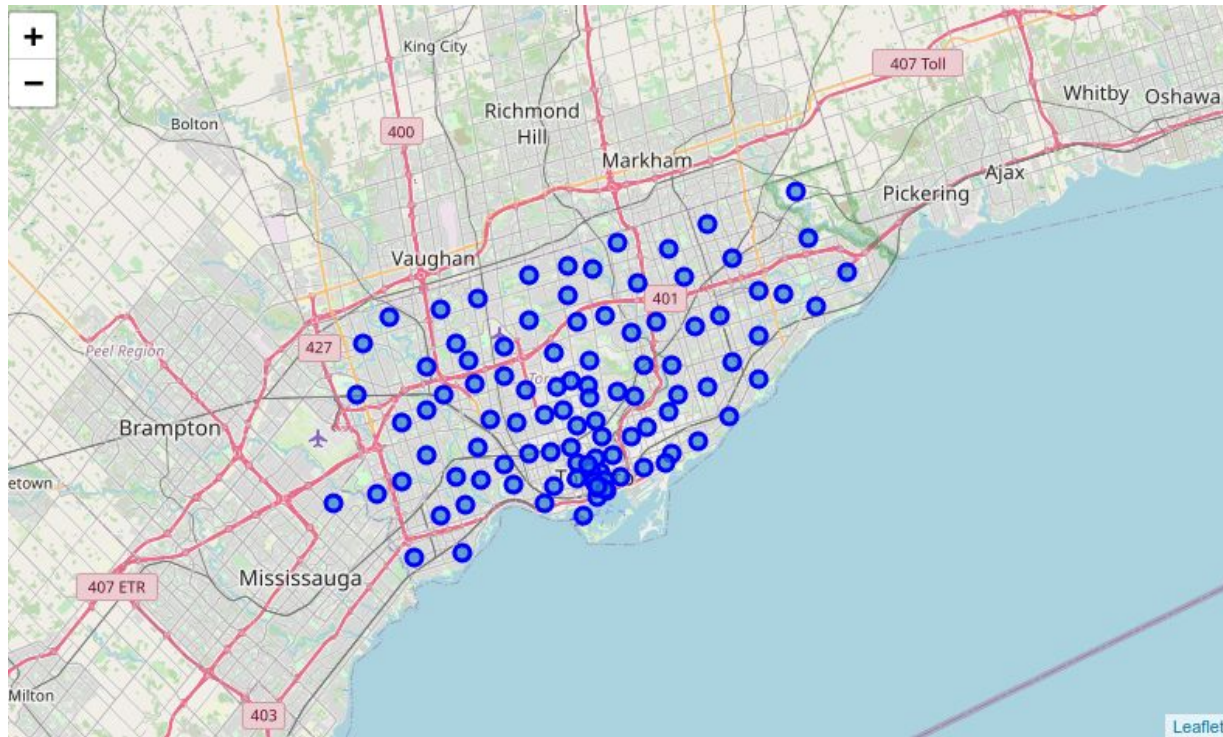 +
−
King City
407 Toll
Whitby
Oshawa
Richmond
Hill
Bolton
400
Markham
Ajax
Pickering
Vaughan
401
427
Peel Region
Brampton
etown
Mississauga
407 ETR
Milton
403
Leaflet